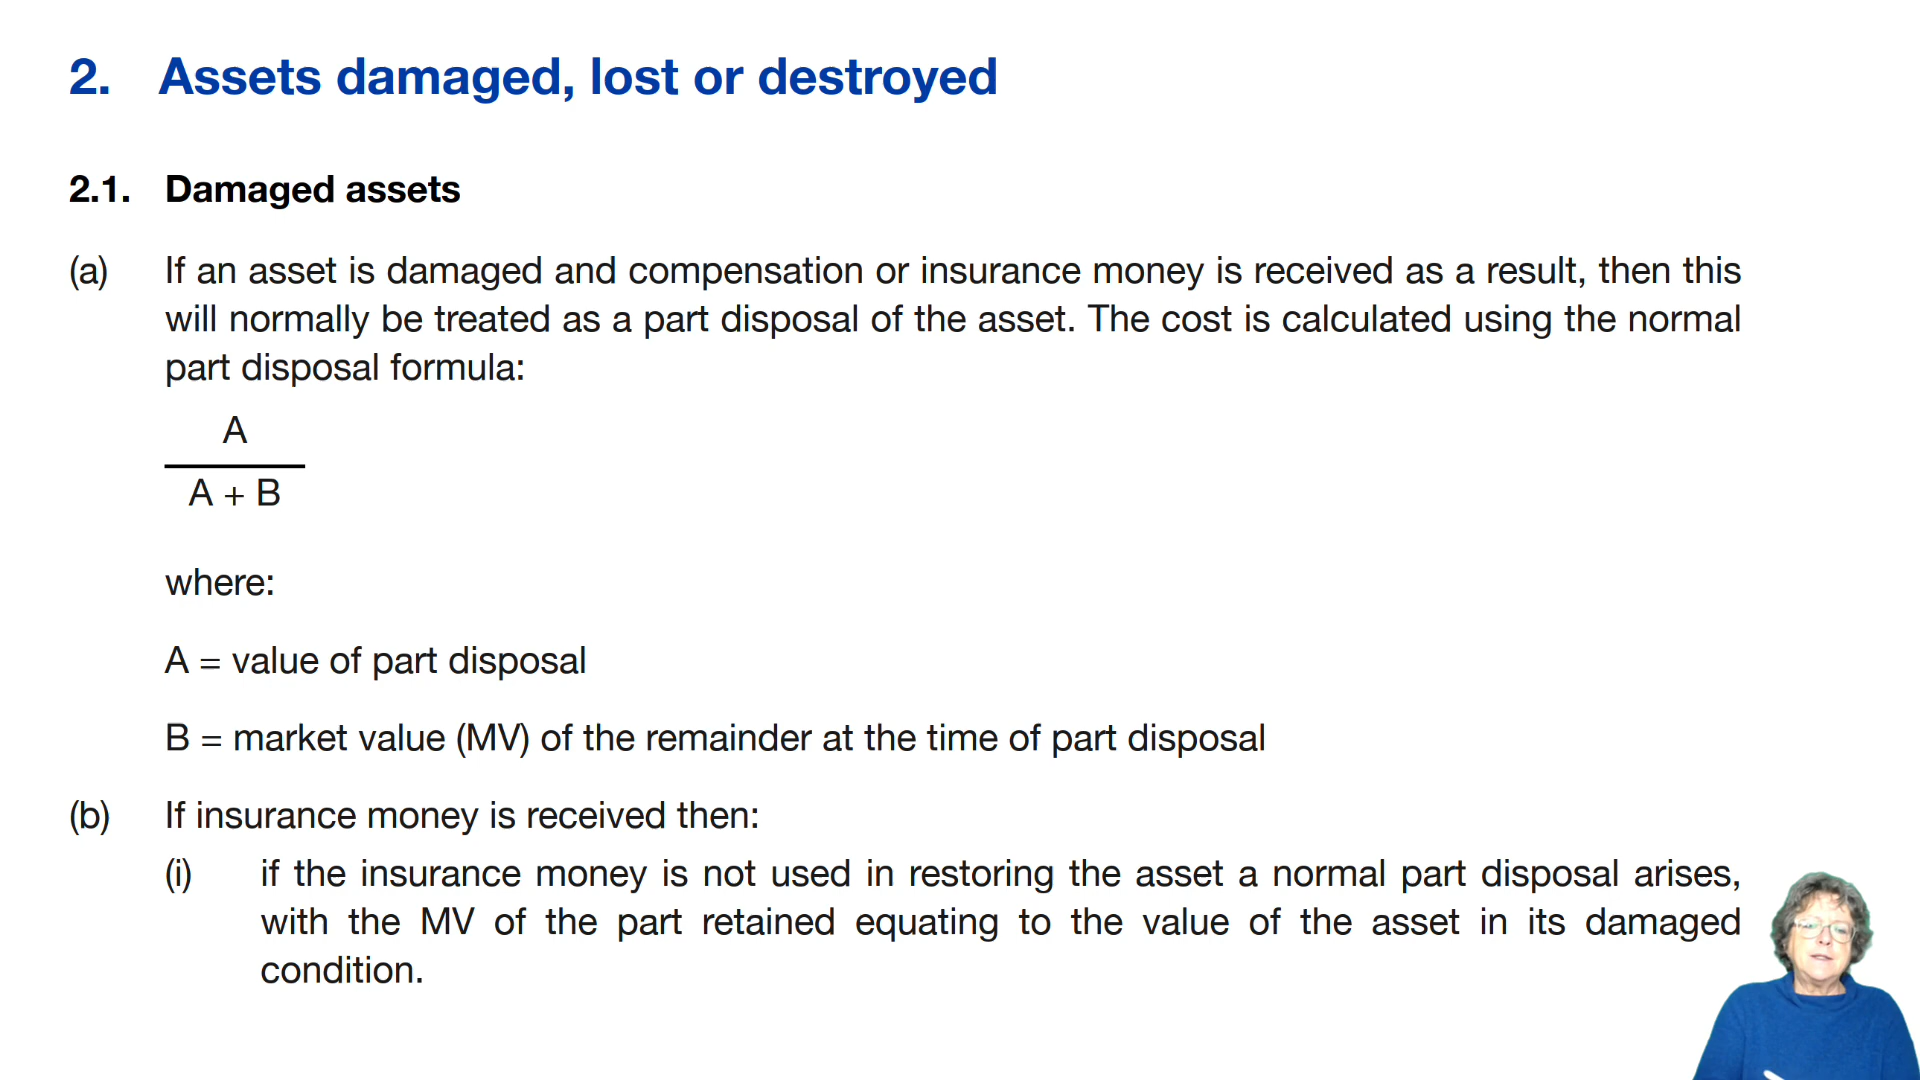 2. Assets damaged, lost or destroyed
2.1. Damaged assets
(a) If an asset is damaged and compensation or insurance money is received as a result, then this
will normally be treated as a part disposal of the asset. The cost is calculated using the normal
part disposal formula:
A
A + B
where:
A = value of part disposal
B = market value (MV) of the remainder at the time of part disposal
(b) If insurance money is received then:
(i) if the insurance money is not used in restoring the asset a normal part disposal arises,
with the MV of the part retained equating to the value of the asset in its damaged
condition.